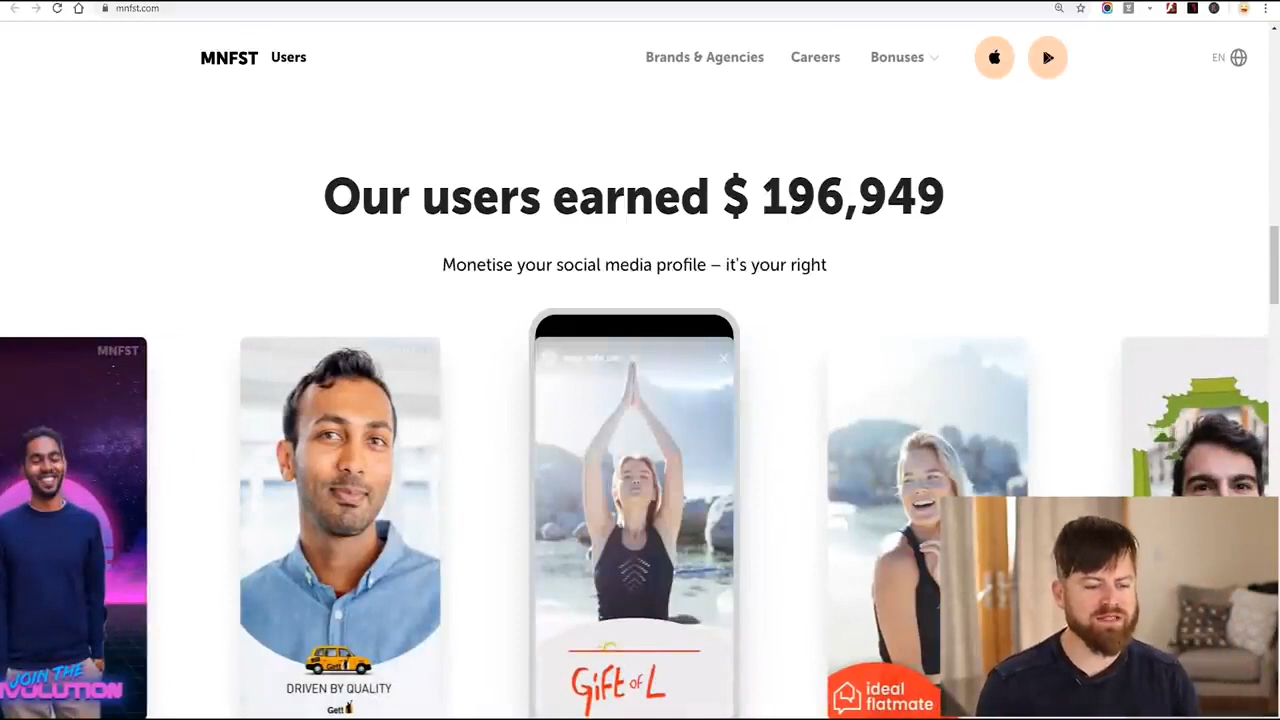 mnfst.com
MNFST Users
Brands & Agencies Careers Bonuses
EN
Our users earned $ 196,949
Monetise your social media profile – it's your right
MNFST
JOIN THE
DRIVEN BY QUALITY
Gett
GiFT oF L
ideal
flatmate